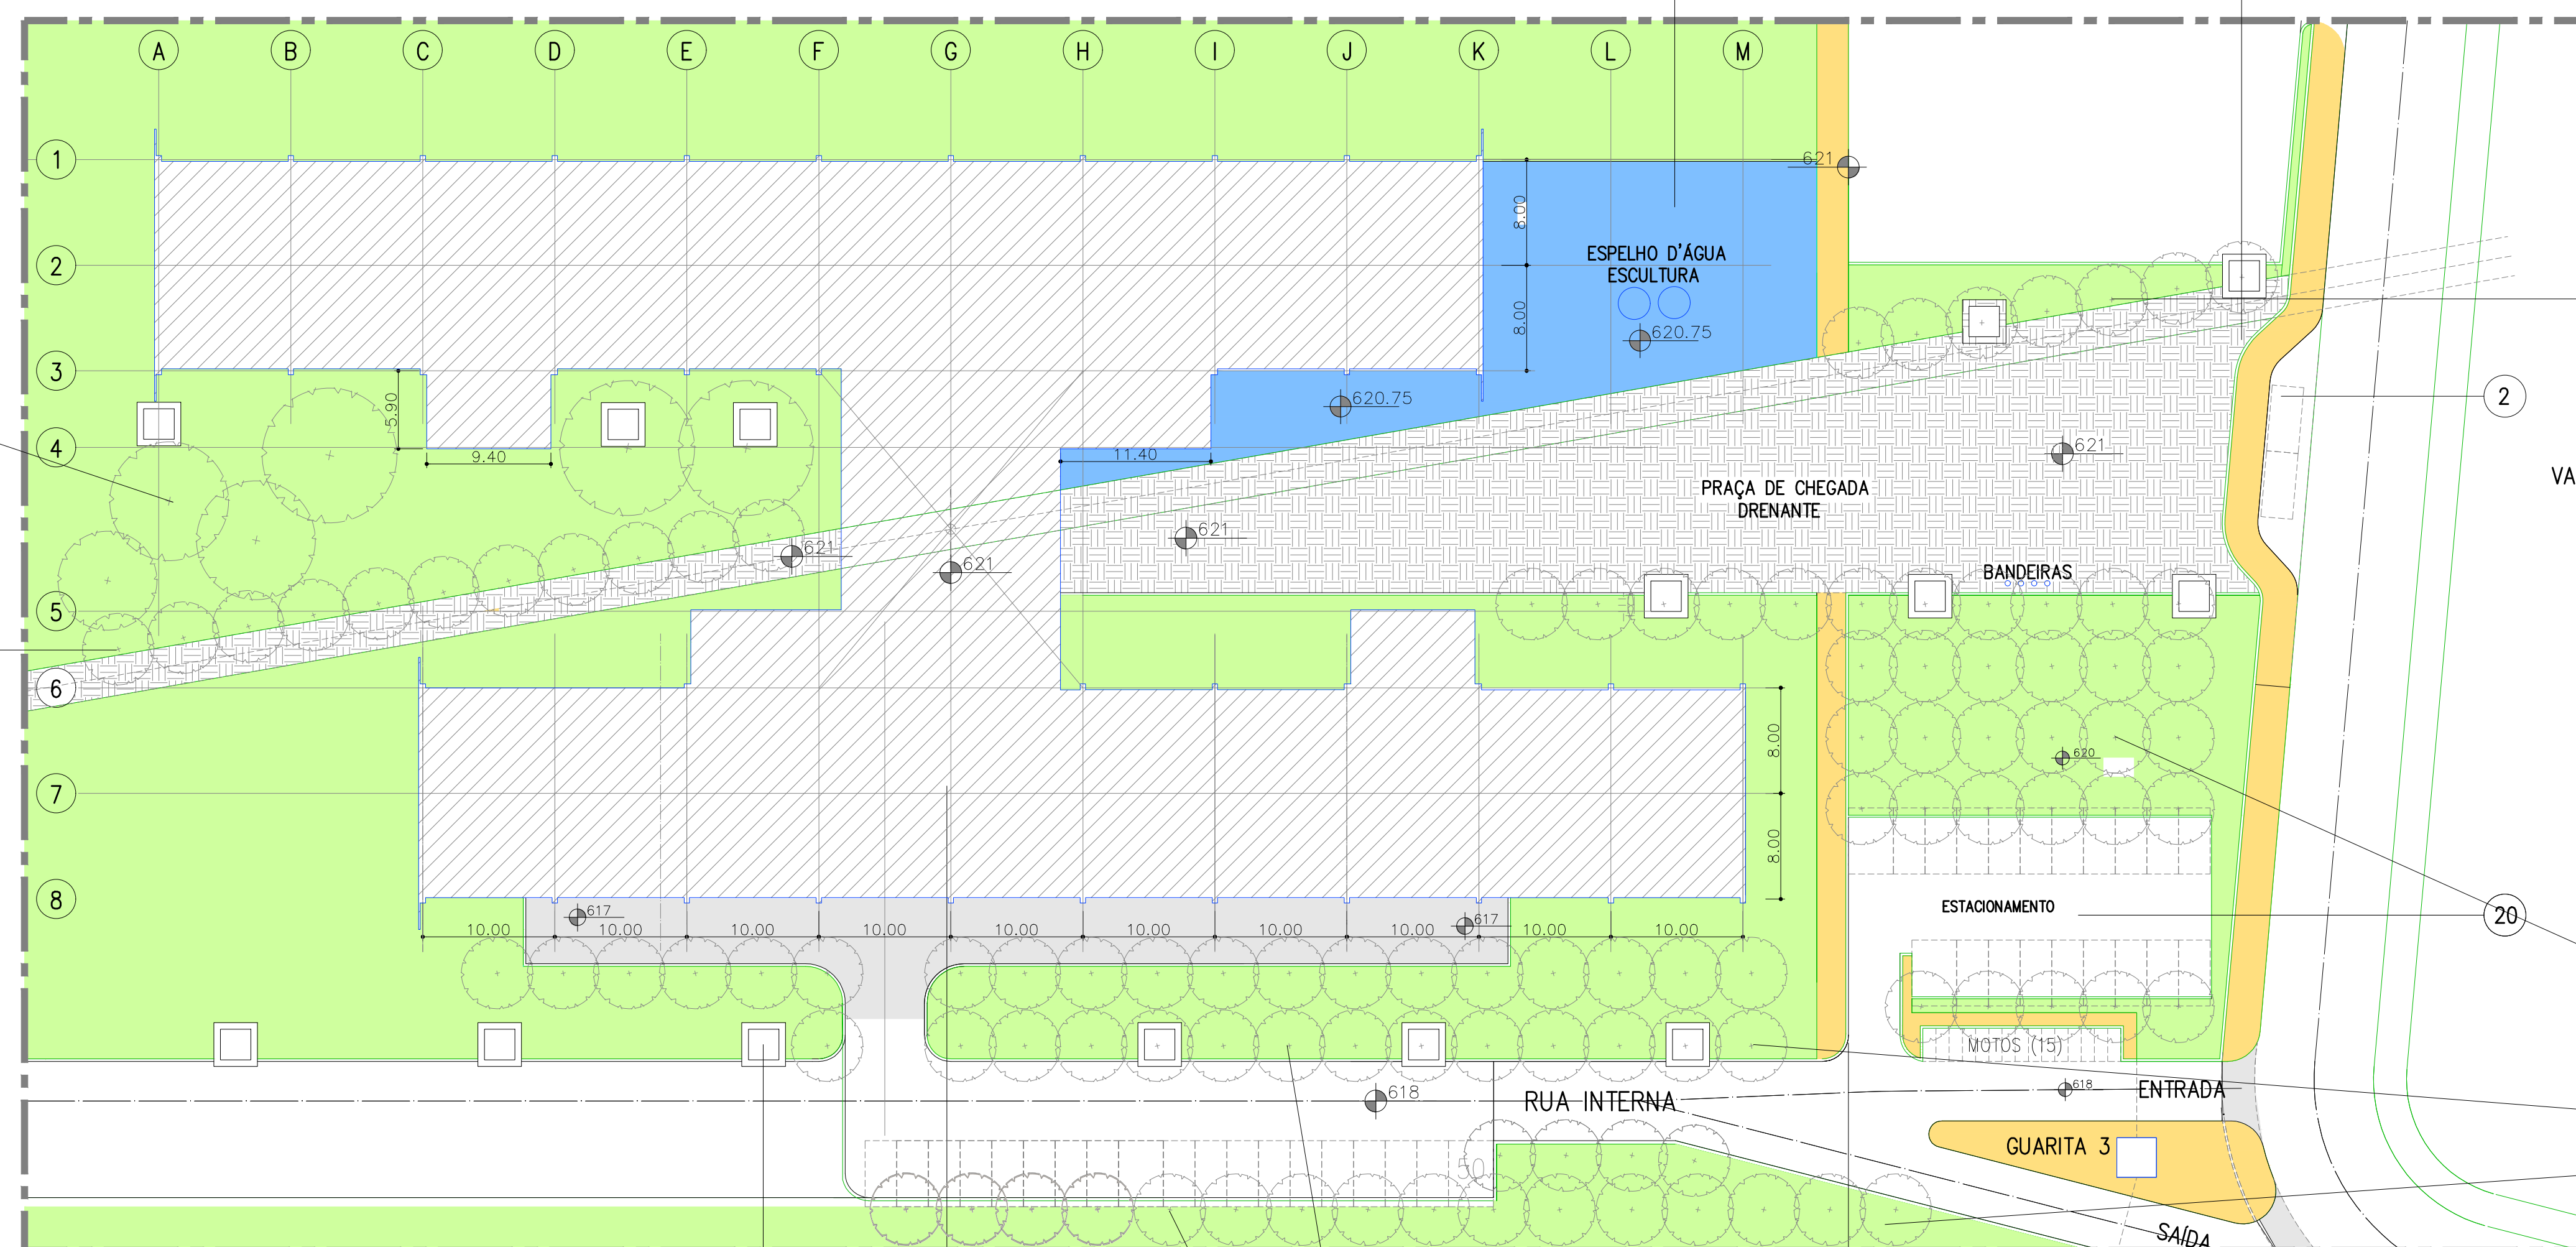 A B C D E F G H I J K L M
1
621
8.00
2
ESPELHO D'ÁGUA
ESCULTURA
8.00
620.75
3
5.90
620.75
2
4
9.40
11.40
621
VA
PRAÇA DE CHEGADA
DRENANTE
621
621
621
BANDEIRAS
5
6
8.00
620
7
8.00
8
617
617
ESTACIONAMENTO
20
10.00 10.00 10.00 10.00 10.00 10.00 10.00 10.00 10.00 10.00
MOTOS (15)
618
RUA INTERNA
618
ENTRADA
GUARITA 3
50
SAÍDA